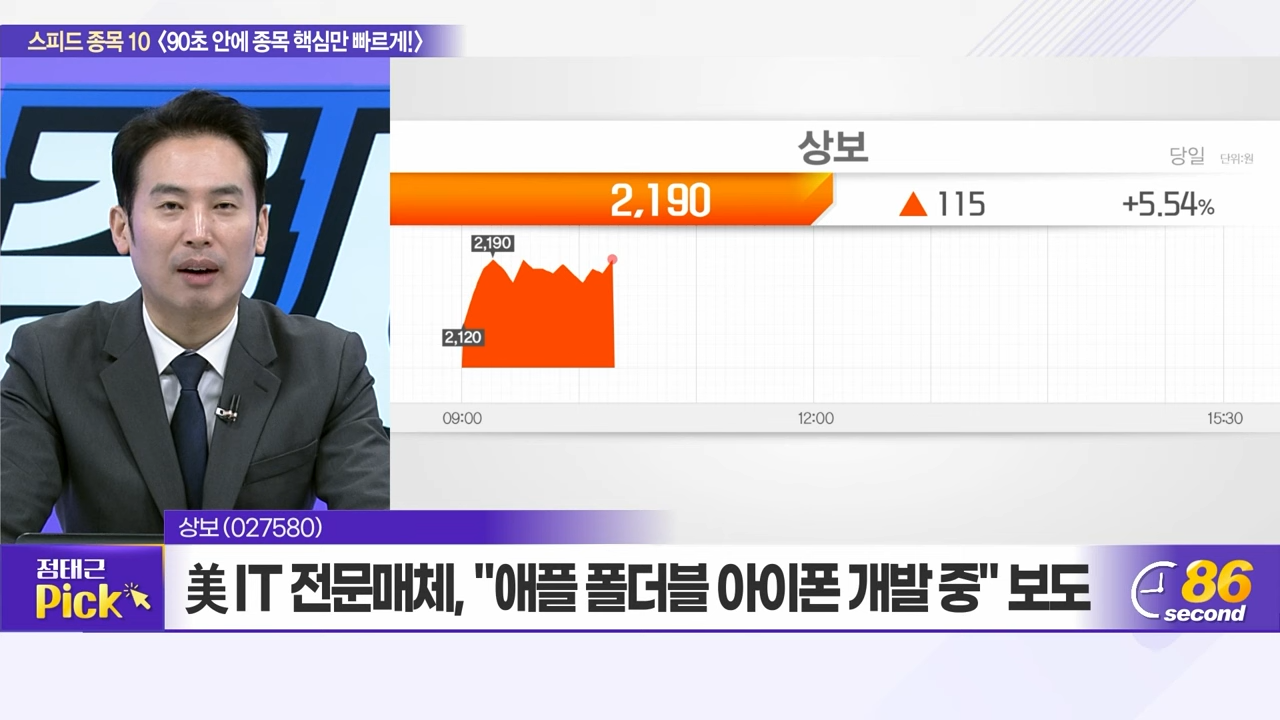 스피드 종목 10 <90초 안에 종목 핵심만 빠르게!>
상보
당일 단위:원
2,190 ▲ 115 +5.54%
2,190
2,120
09:00 12:00 15:30
상보(027580)
정태근
Pick
美 IT 전문매체, "애플 폴더블 아이폰 개발 중" 보도
86
second